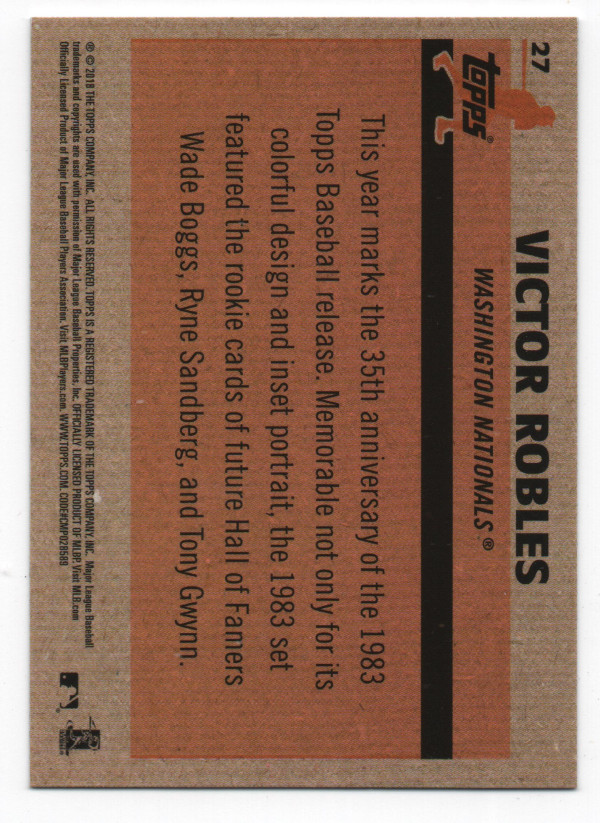 27
topps®
VICTOR ROBLES
WASHINGTON NATIONALS®
This year marks the 35th anniversary of the 1983
Topps Baseball release. Memorable not only for its
colorful design and inset portrait, the 1983 set
featured the rookie cards of future Hall of Famers
Wade Boggs, Ryne Sandberg, and Tony Gwynn.
® © 2018 THE TOPPS COMPANY, INC. ALL RIGHTS RESERVED. TOPPS IS A REGISTERED TRADEMARK OF THE TOPPS COMPANY, INC. Major League Baseball
trademarks and copyrights are used with permission of Major League Baseball Properties, Inc. OFFICIALLY LICENSED PRODUCT OF MLBP. Visit MLB.com
Officially Licensed Product of Major League Baseball Players Association. Visit MLBPlayers.com. WWW.TOPPS.COM. CODE#CMP028589